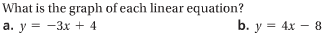 What is the graph of each linear equation?
a. y = −3x + 4 b. y = 4x − 8